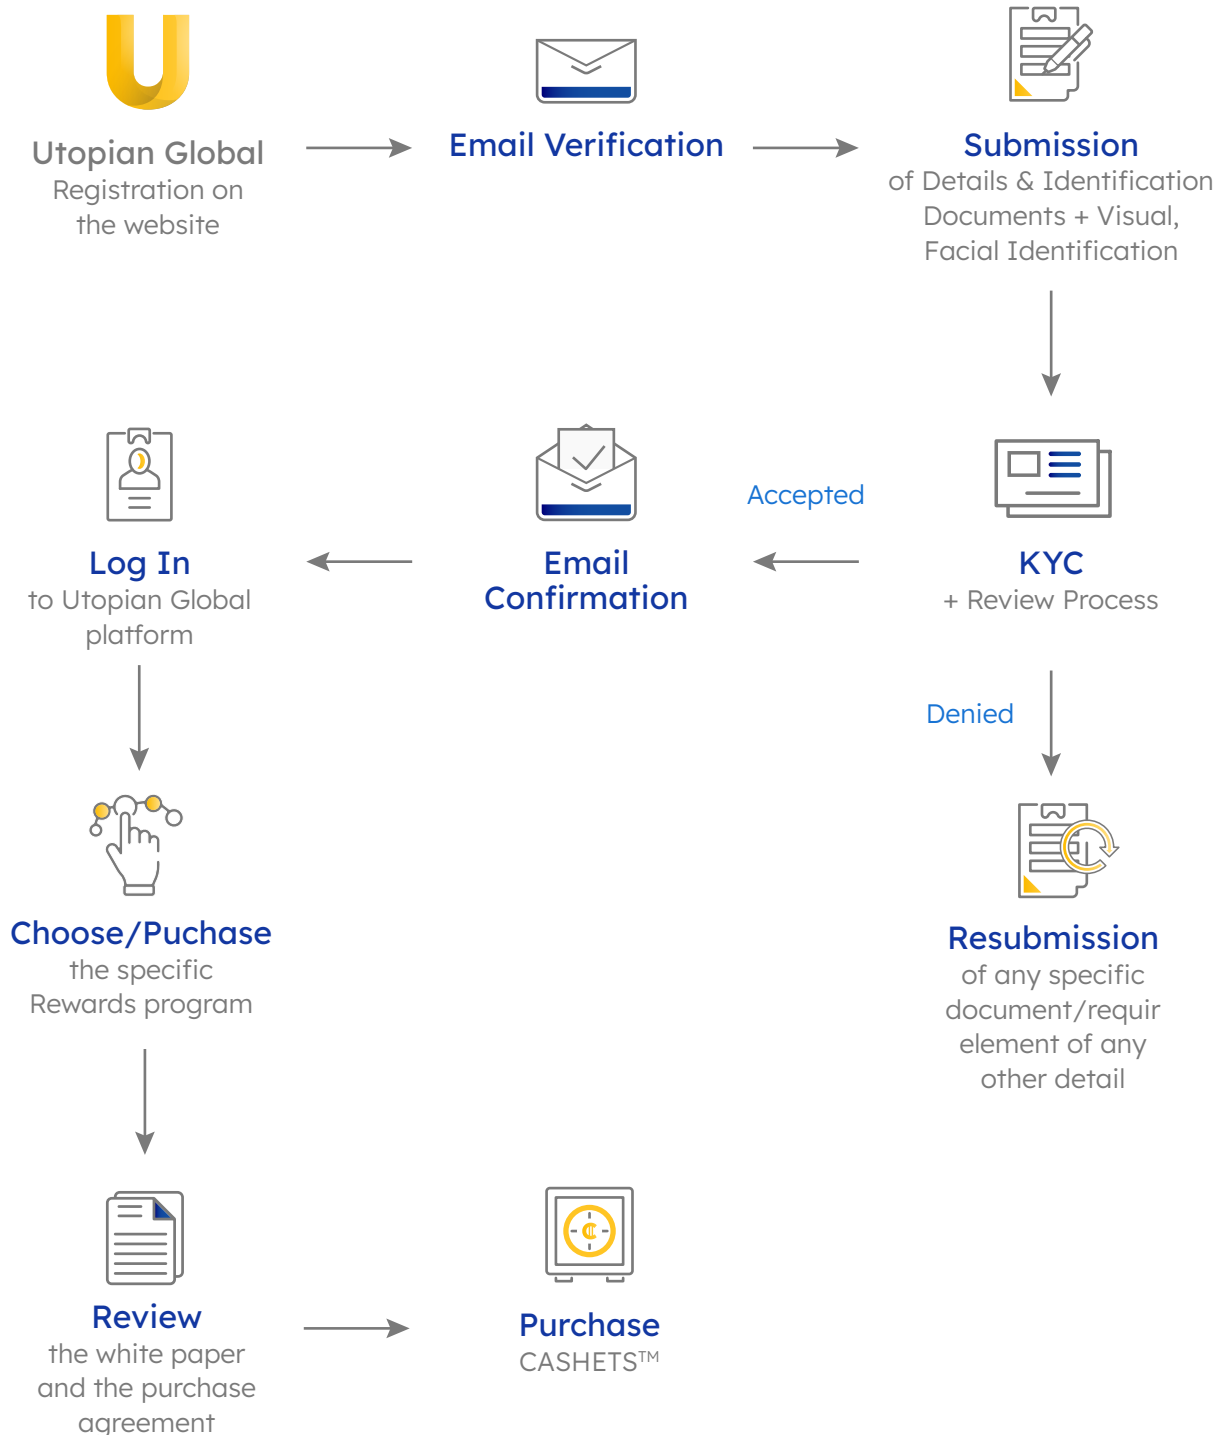 Utopian Global
Registration on
the website
Email Verification
Submission
of Details & Identification
Documents + Visual,
Facial Identification
KYC
+ Review Process
Accepted
Email
Confirmation
Log In
to Utopian Global
platform
Denied
Resubmission
of any specific
document/requir
element of any
other detail
Choose/Puchase
the specific
Rewards program
Review
the white paper
and the purchase
agreement
Purchase
CASHETS™